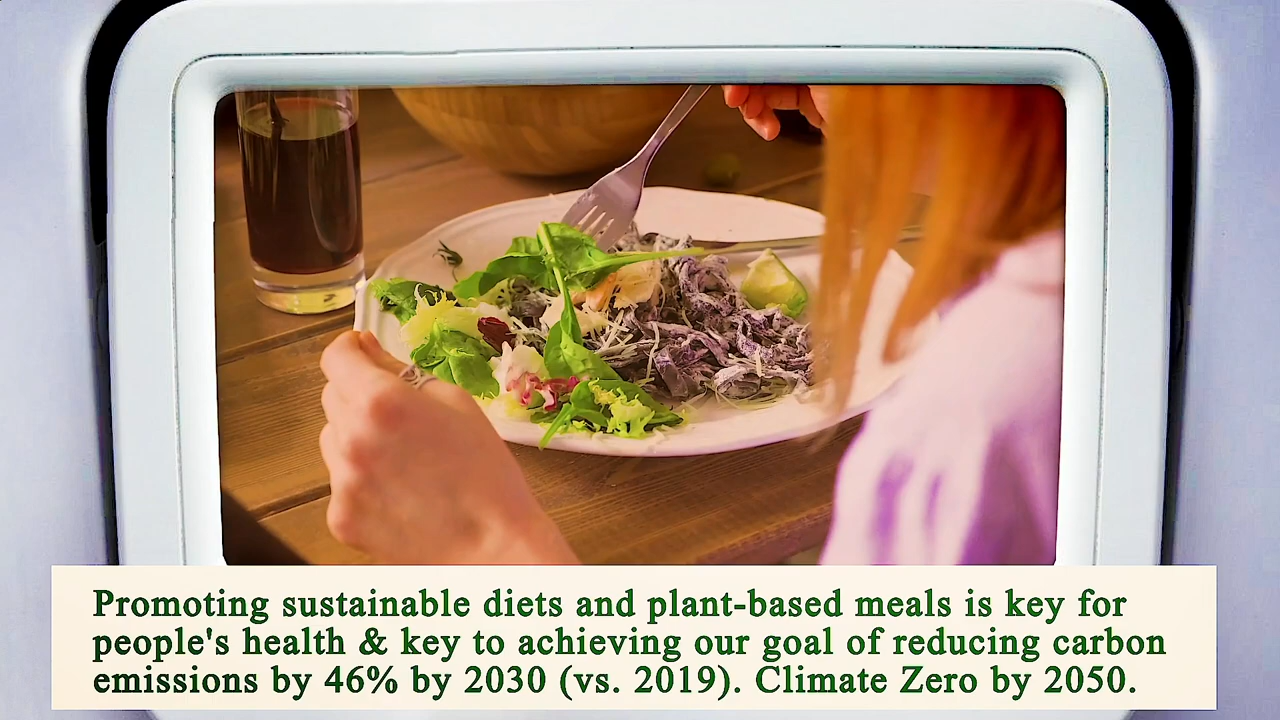 Promoting sustainable diets and plant-based meals is key for
people's health & key to achieving our goal of reducing carbon
emissions by 46% by 2030 (vs. 2019). Climate Zero by 2050.